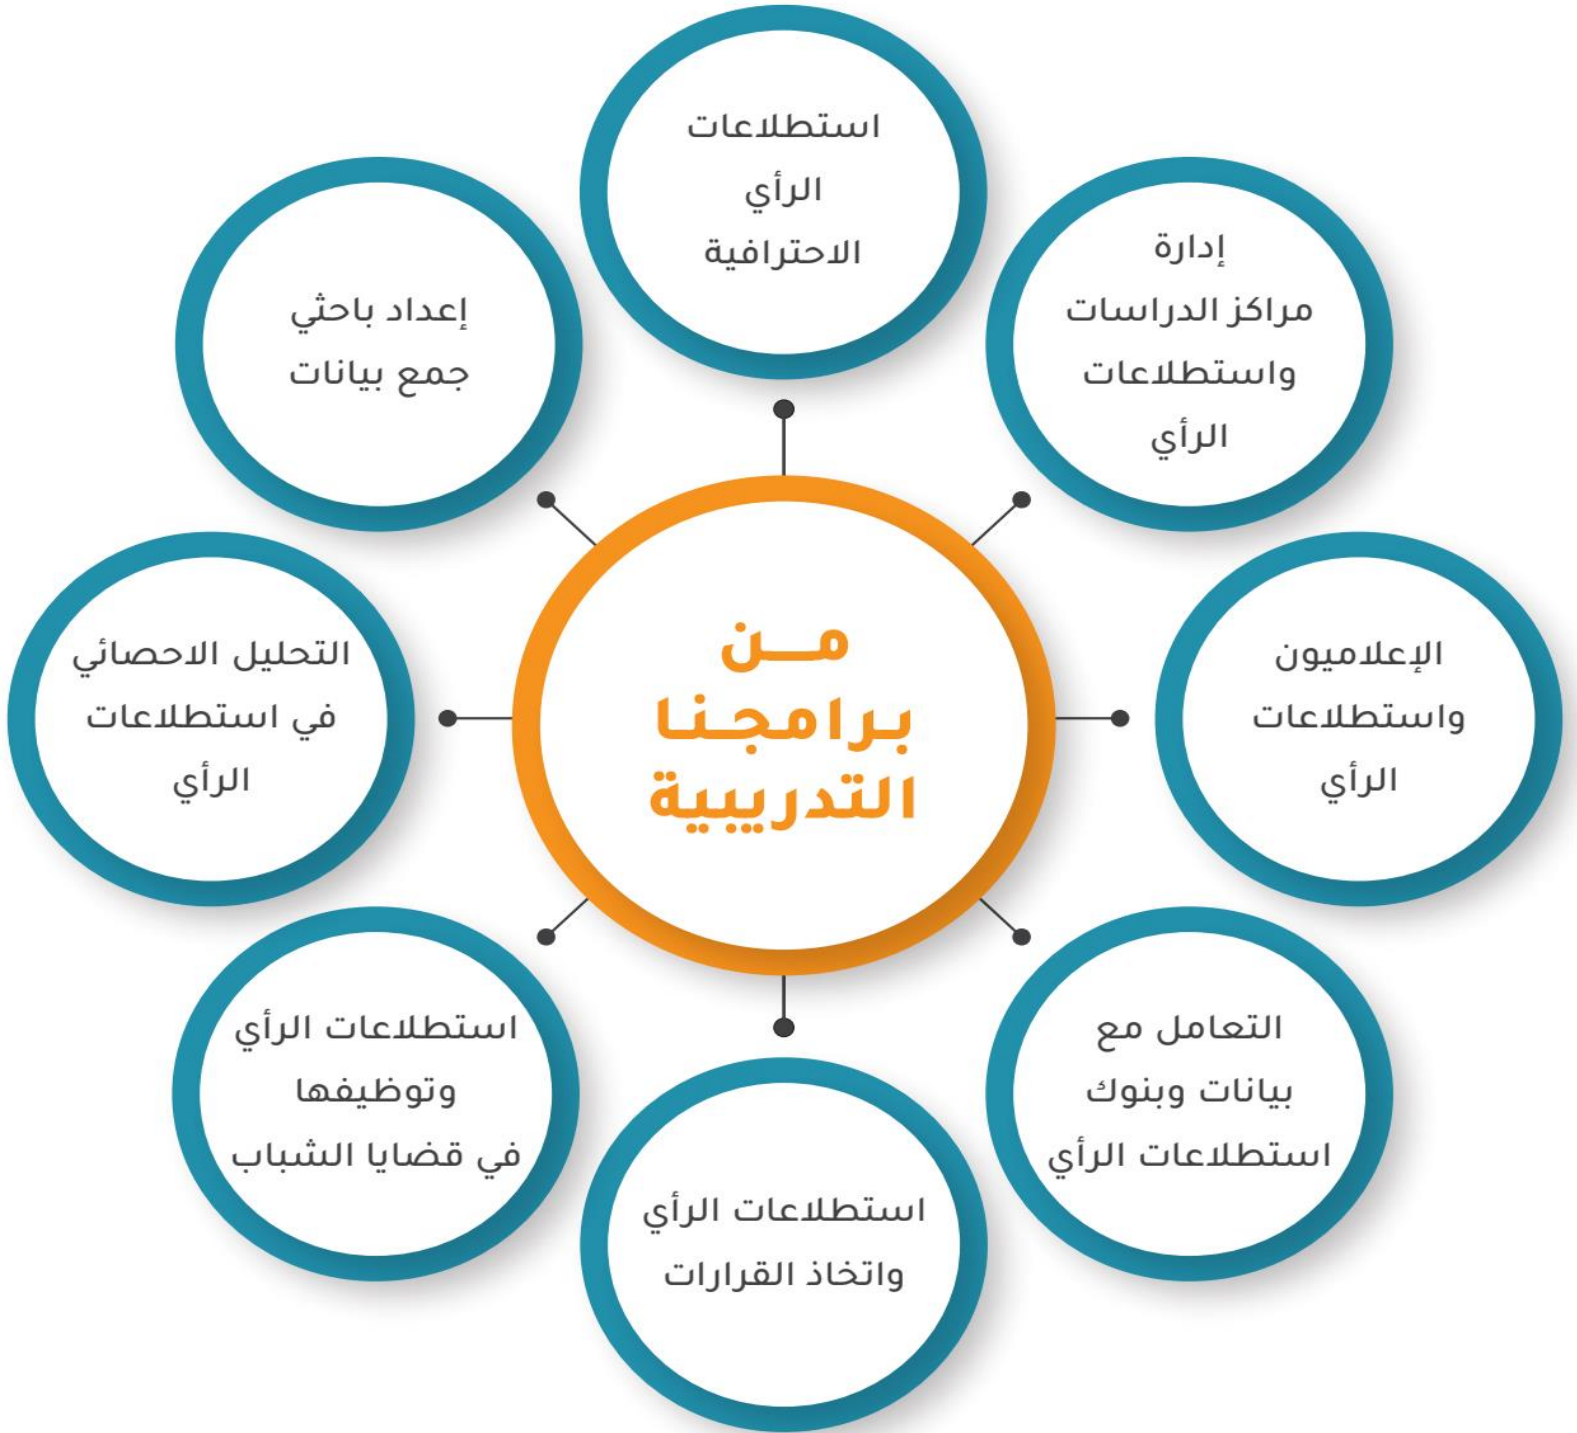 من
برامجنا
التدريبية
استطلاعات
الرأي
الاحترافية
إدارة
مراكز الدراسات
واستطلاعات
الرأي
الإعلاميون
واستطلاعات
الرأي
التعامل مع
بيانات وبنوك
استطلاعات الرأي
استطلاعات الرأي
واتخاذ القرارات
استطلاعات الرأي
وتوظيفها
في قضايا الشباب
التحليل الاحصائي
في استطلاعات
الرأي
إعداد باحثي
جمع بيانات